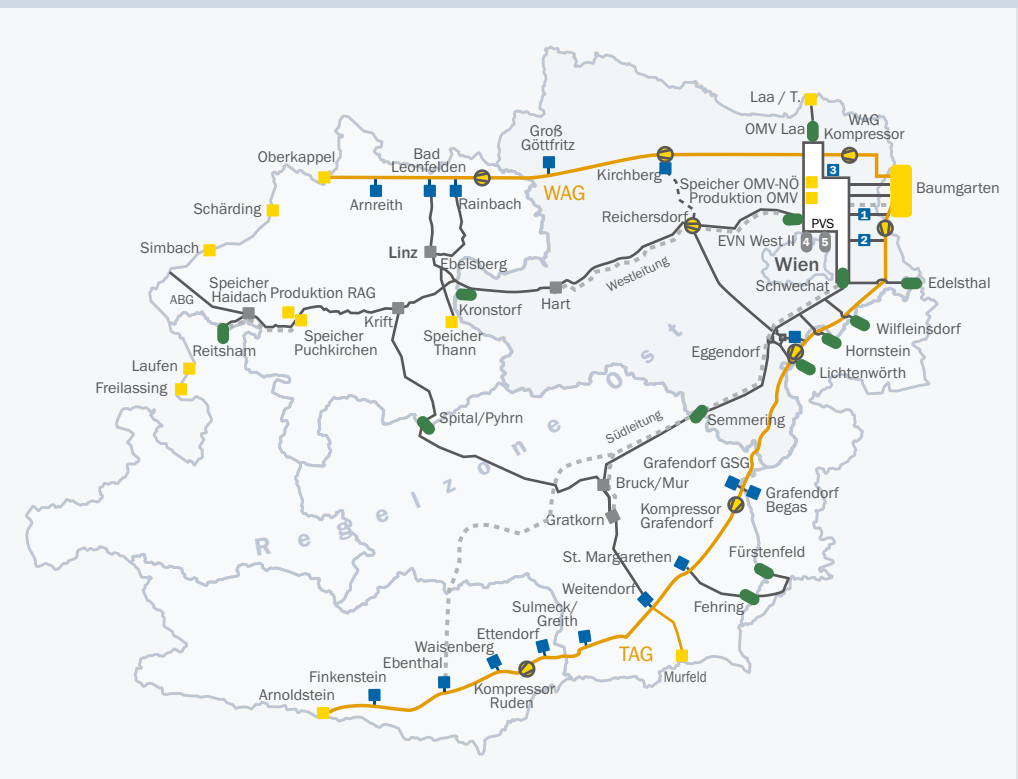 Laa / T.
OMV Laa
WAG
Kompressor
Groß
Göttfritz
Oberkappel
Bad
Leonfelden
Kirchberg
3
Speicher OMV-NÖ
Produktion OMV
Baumgarten
WAG
Arnreith
Rainbach
Schärding
Reichersdorf
PVS
1
EVN West II
4
5
2
Simbach
Linz
Ebelsberg
Westleitung
Wien
Schwechat
Edelsthal
ABG
Speicher
Haidach
Produktion RAG
Kronstorf
Hart
Krift
Speicher
Puchkirchen
Speicher
Thann
Reitsham
Wilfleinsdorf
Hornstein
Eggendorf
Lichtenwörth
Laufen
Freilassing
Spital/Pyhrn
Südleitung
Semmering
Regelzone Ost
Grafendorf GSG
Bruck/Mur
Grafendorf
Begas
Kompressor
Grafendorf
Gratkorn
St. Margarethen
Fürstenfeld
Weitendorf
Fehring
Sulmeck/
Greith
Ettendorf
Waisenberg
Ebenthal
TAG
Murfeld
Finkenstein
Arnoldstein
Kompressor
Ruden